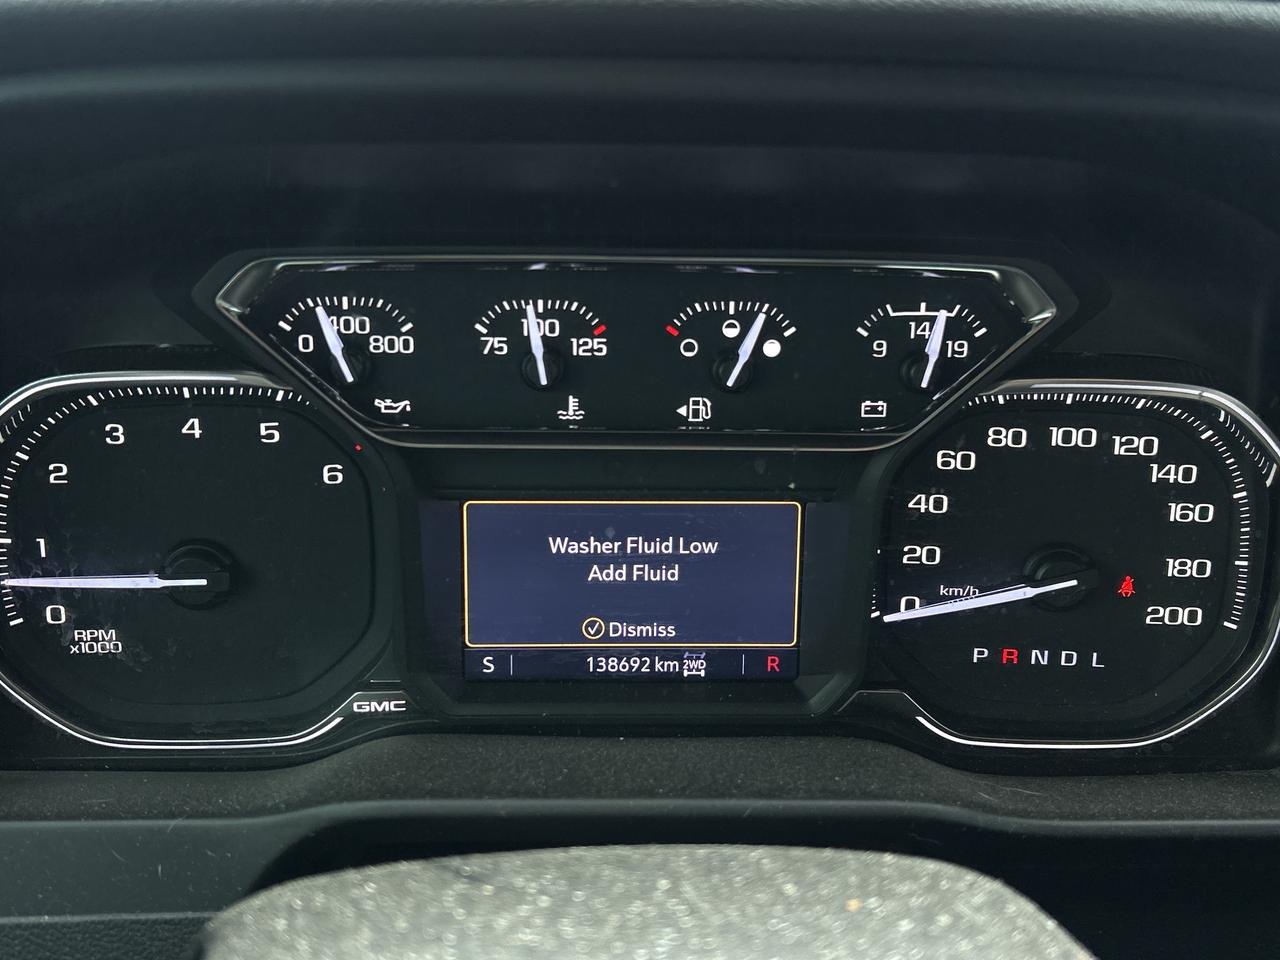 0 400 800
75 100 125
9 14 19
0 1 2 3 4 5 6
RPM
x1000
GMC
Washer Fluid Low
Add Fluid
Dismiss
S 138692 km 2WD R
0 20 40 60 80 100 120 140 160 180 200
km/h
P R N D L